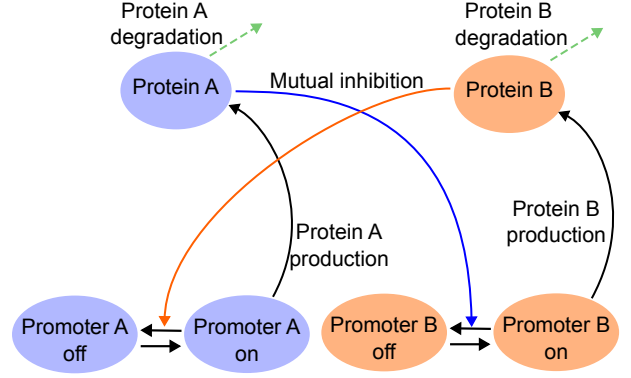 Protein A
degradation
Protein B
degradation
Protein A
Mutual inhibition
Protein B
Protein A
production
Protein B
production
Promoter A
off
Promoter A
on
Promoter B
off
Promoter B
on